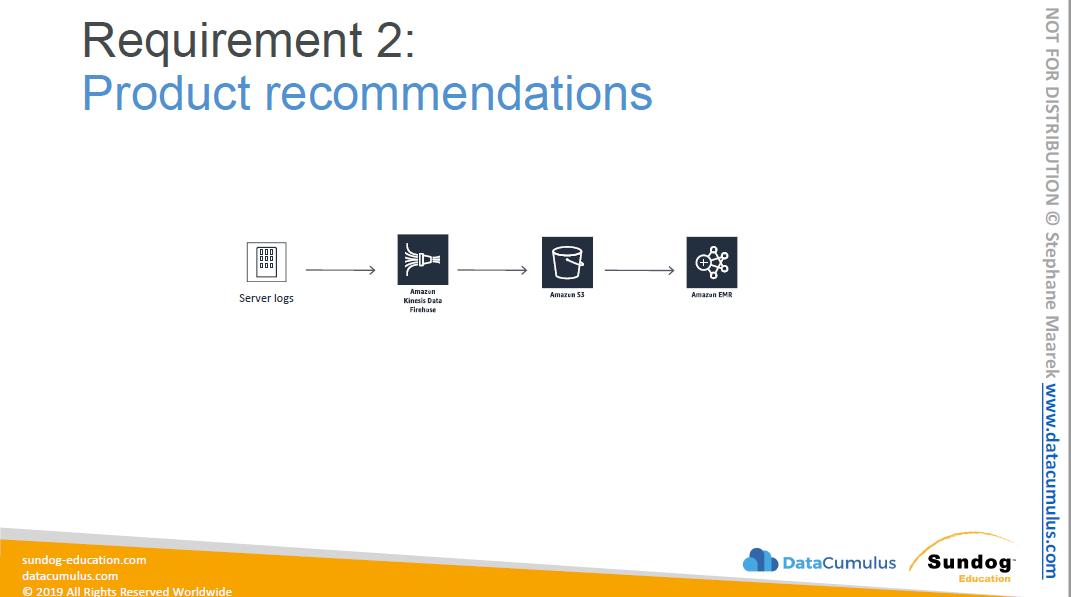 Requirement 2:
Product recommendations
Server logs
Amazon
Kinesis Data
Firehose
Amazon S3
Amazon EMR
sundog-education.com
datacumulus.com
© 2019 All Rights Reserved Worldwide
DataCumulus
Sundog
Education
NOT FOR DISTRIBUTION © Stephane Maarek www.datacumulus.com